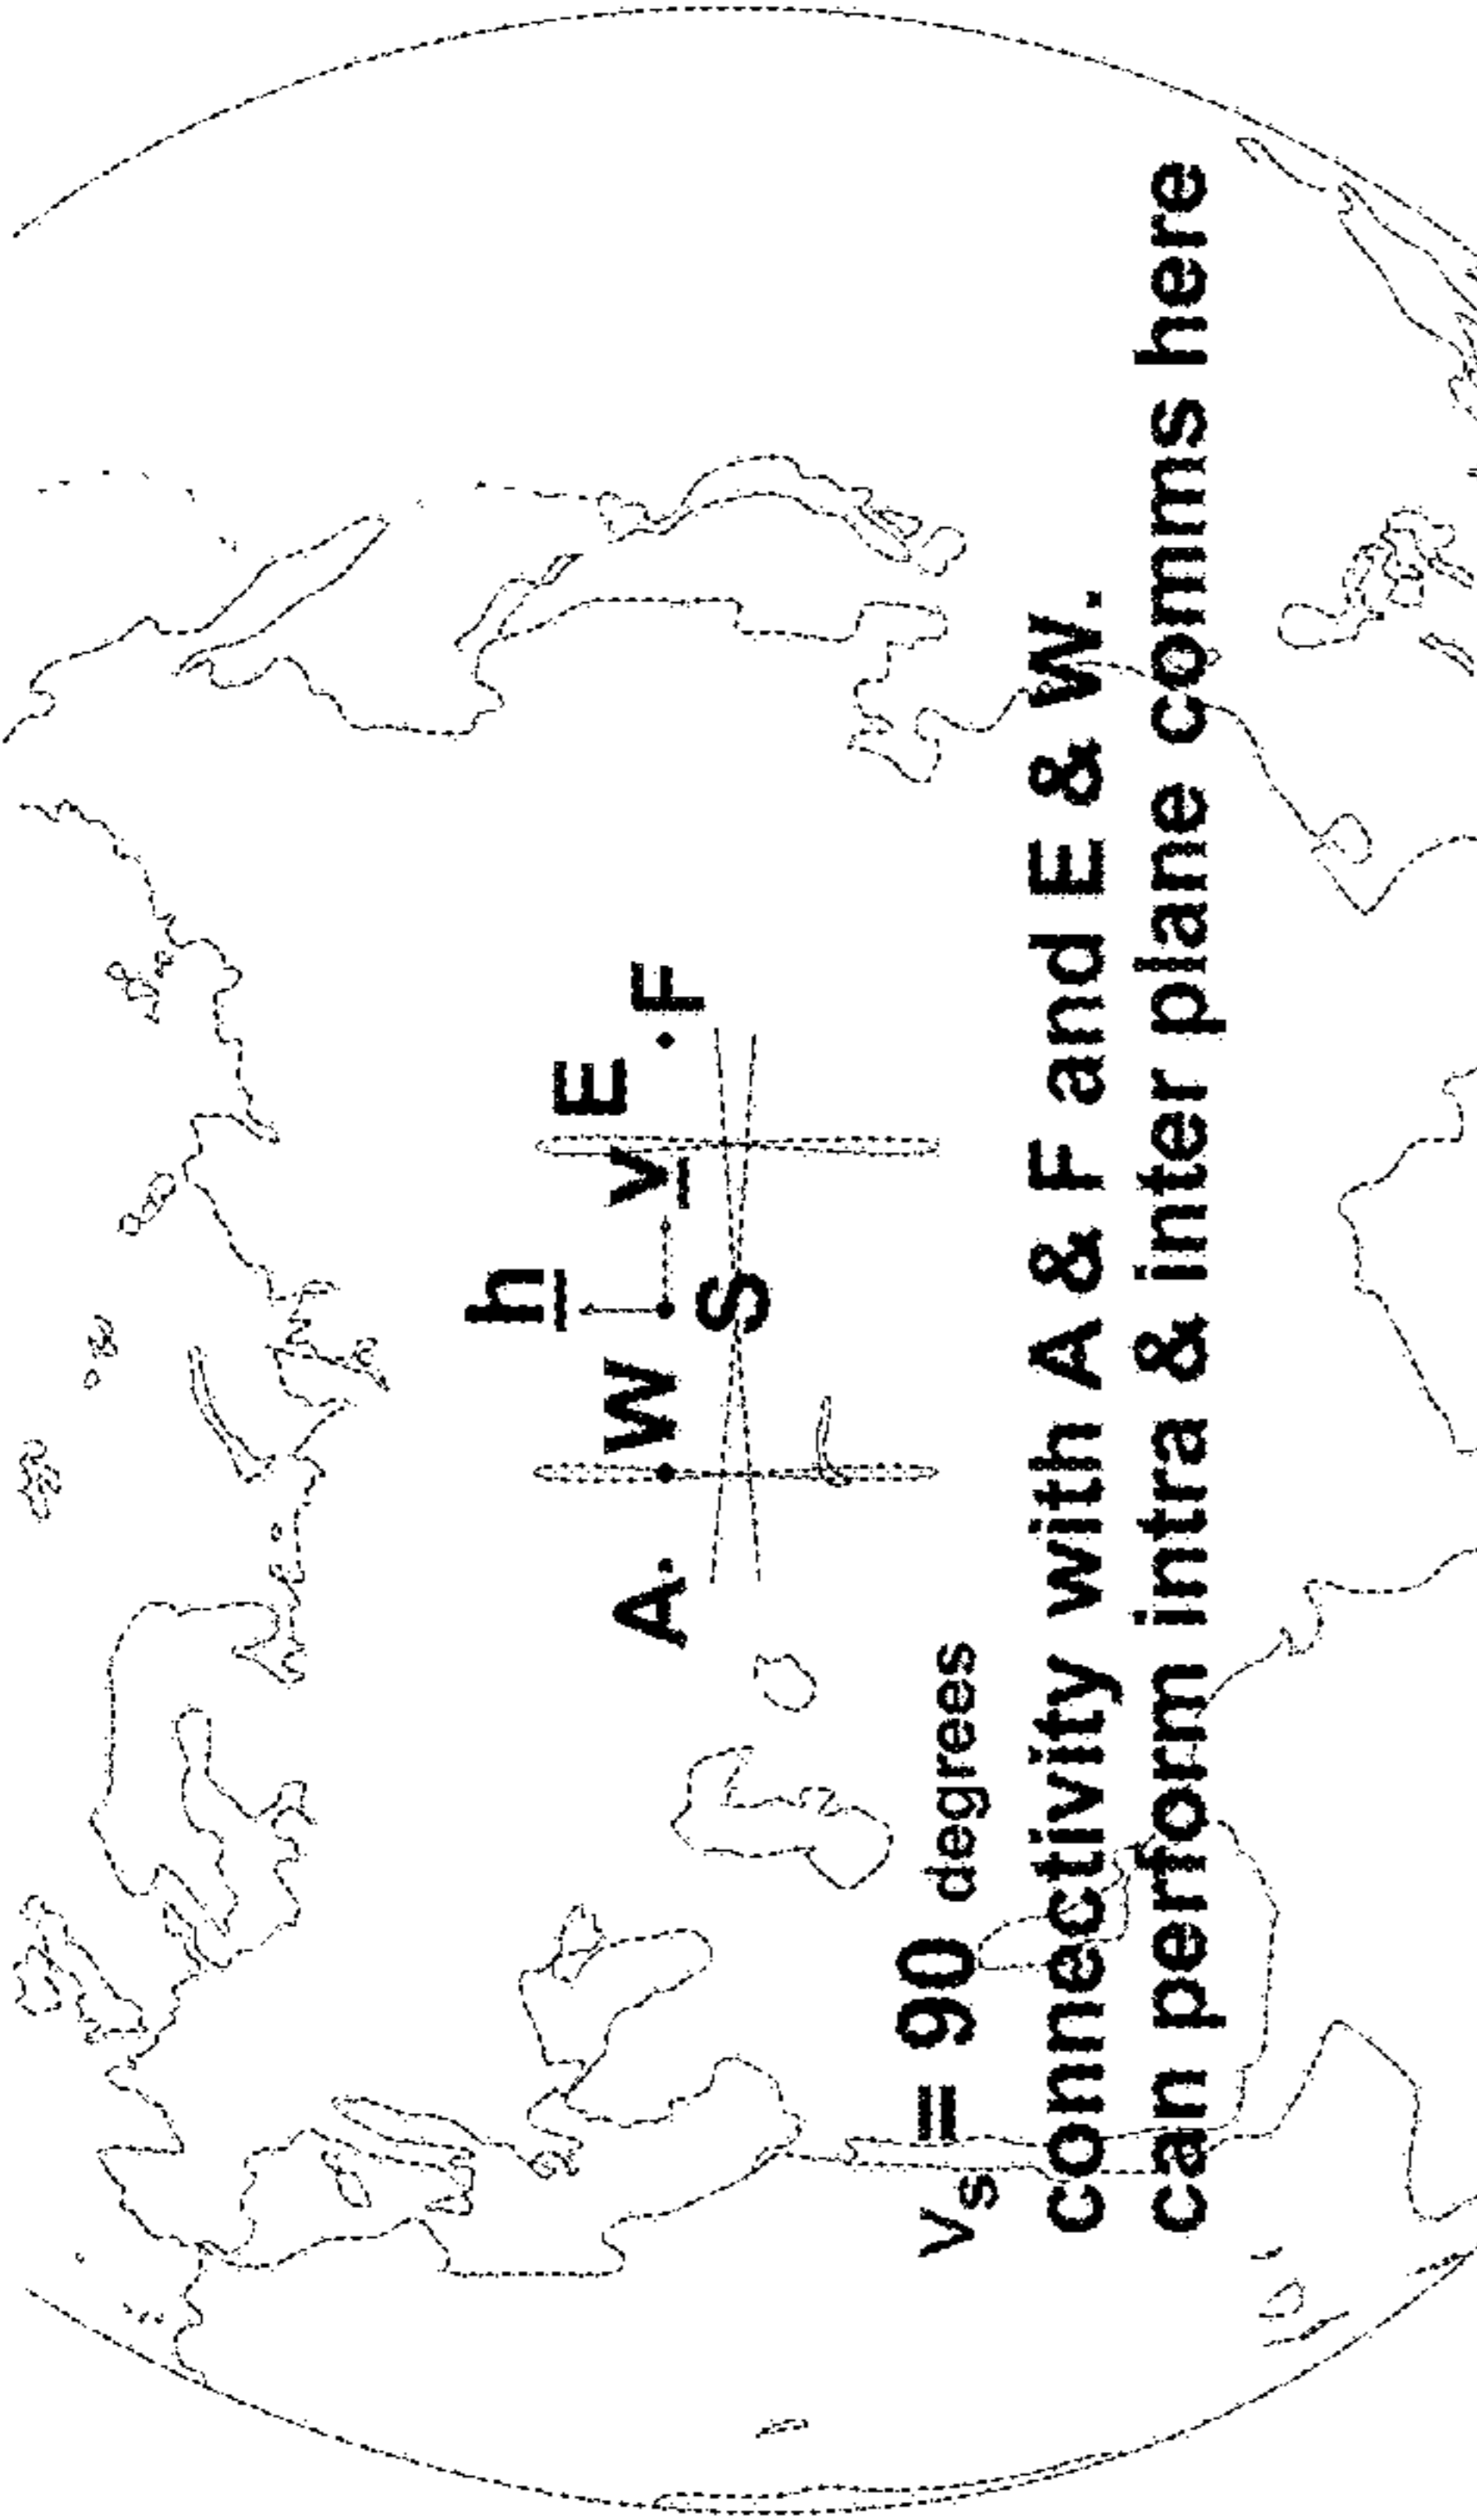 h
E
A. W v .F
S
vs = 90 degrees
connectivity with A & F and E & W.
can perform intra & inter plane comms here